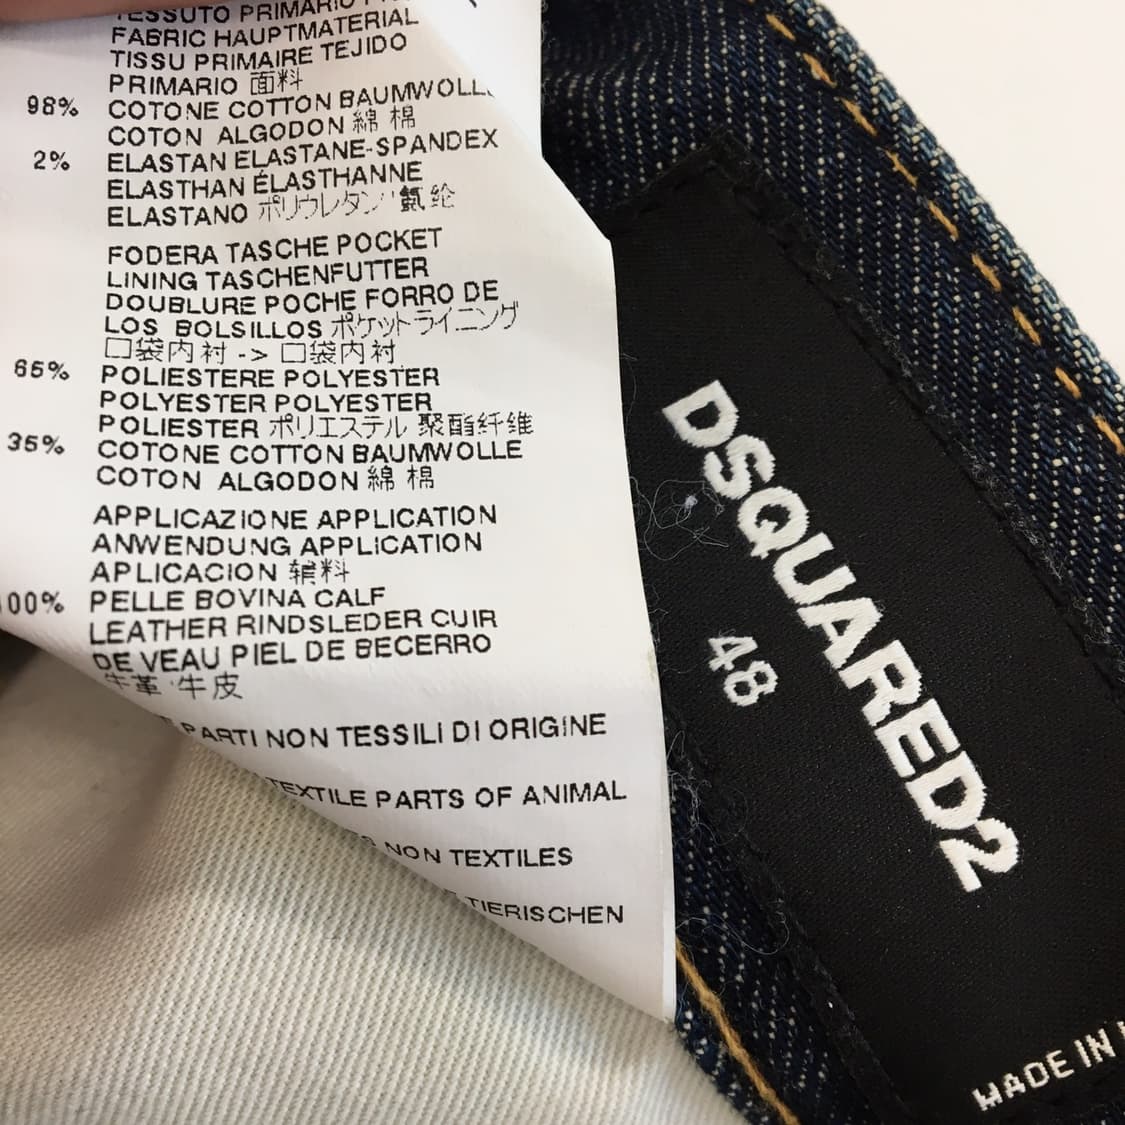 TESSUTO PRIMARIO
FABRIC HAUPTMATERIAL
TISSU PRIMAIRE TEJIDO
PRIMARIO 面料
98% COTONE COTTON BAUMWOLL
COTON ALGODON 綿 棉
2% ELASTAN ELASTANE-SPANDEX
ELASTHAN ÉLASTHANNE
ELASTANO ポリウレタン 氨纶
FODERA TASCHE POCKET
LINING TASCHENFUTTER
DOUBLURE POCHE FORRO DE
LOS BOLSILLOS ポケットライニング
口袋内衬 -> 口袋内衬
65% POLIESTERE POLYESTER
POLYESTER POLYESTER
POLIESTER ポリエステル 聚酯纤维
35% COTONE COTTON BAUMWOLLE
COTON ALGODON 綿 棉
APPLICAZIONE APPLICATION
ANWENDUNG APPLICATION
APLICACION 辅料
100% PELLE BOVINA CALF
LEATHER RINDSLEDER CUIR
DE VEAU PIEL DE BECERRO
牛革 牛皮
PARTI NON TESSILI DI ORIGINE
TEXTILE PARTS OF ANIMAL
NON TEXTILES
TIERISCHEN
DSQUARED2
48
MADE IN